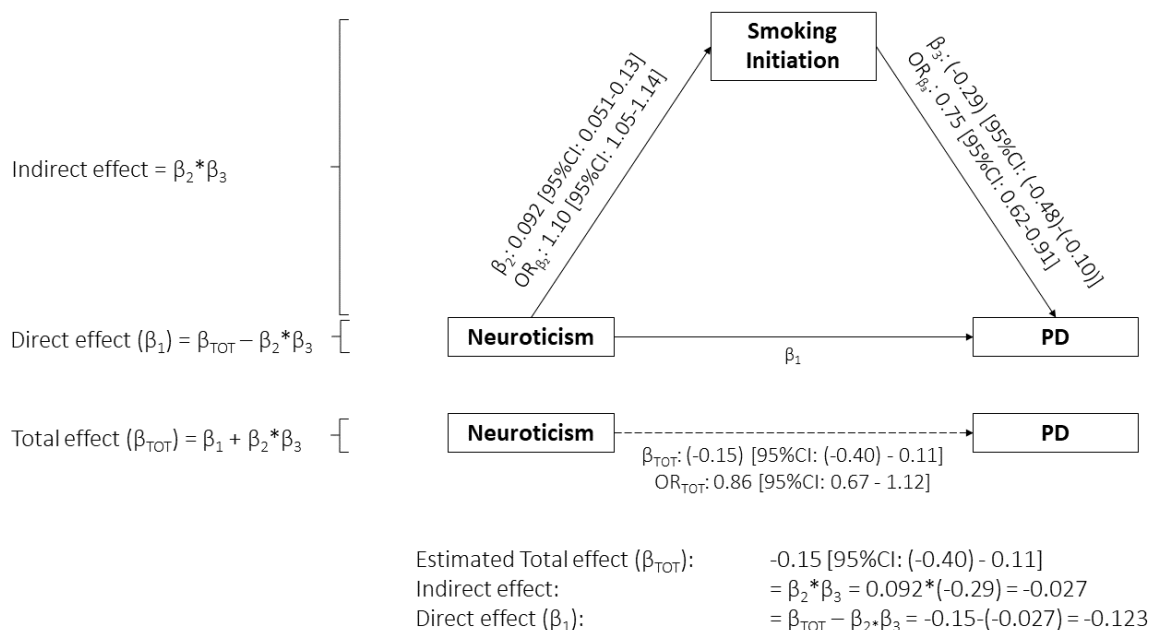 Smoking
Initiation
β₂: 0.092 [95%CI: 0.051-0.13]
ORβ₂: 1.10 [95%CI: 1.05-1.14]
β₃: (-0.29) [95%CI: (-0.48)-(-0.10)]
ORβ₃: 0.75 [95%CI: 0.62-0.91]
Indirect effect = β₂*β₃
Direct effect (β₁) = βTOT – β₂*β₃
Neuroticism
β₁
PD
Total effect (βTOT) = β₁ + β₂*β₃
Neuroticism
PD
βTOT: (-0.15) [95%CI: (-0.40) - 0.11]
ORTOT: 0.86 [95%CI: 0.67 - 1.12]
Estimated Total effect (βTOT): -0.15 [95%CI: (-0.40) - 0.11]
Indirect effect: = β₂*β₃ = 0.092*(-0.29) = -0.027
Direct effect (β₁): = βTOT – β₂*β₃ = -0.15-(-0.027) = -0.123